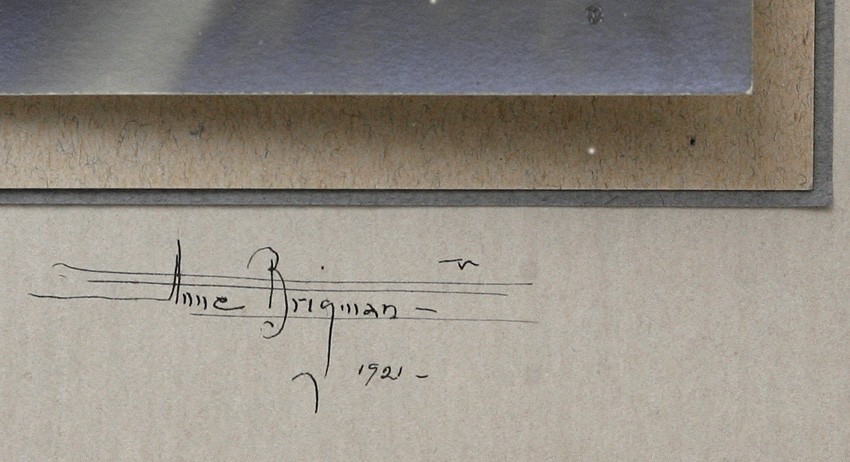 Anne Brigman –
1921 –